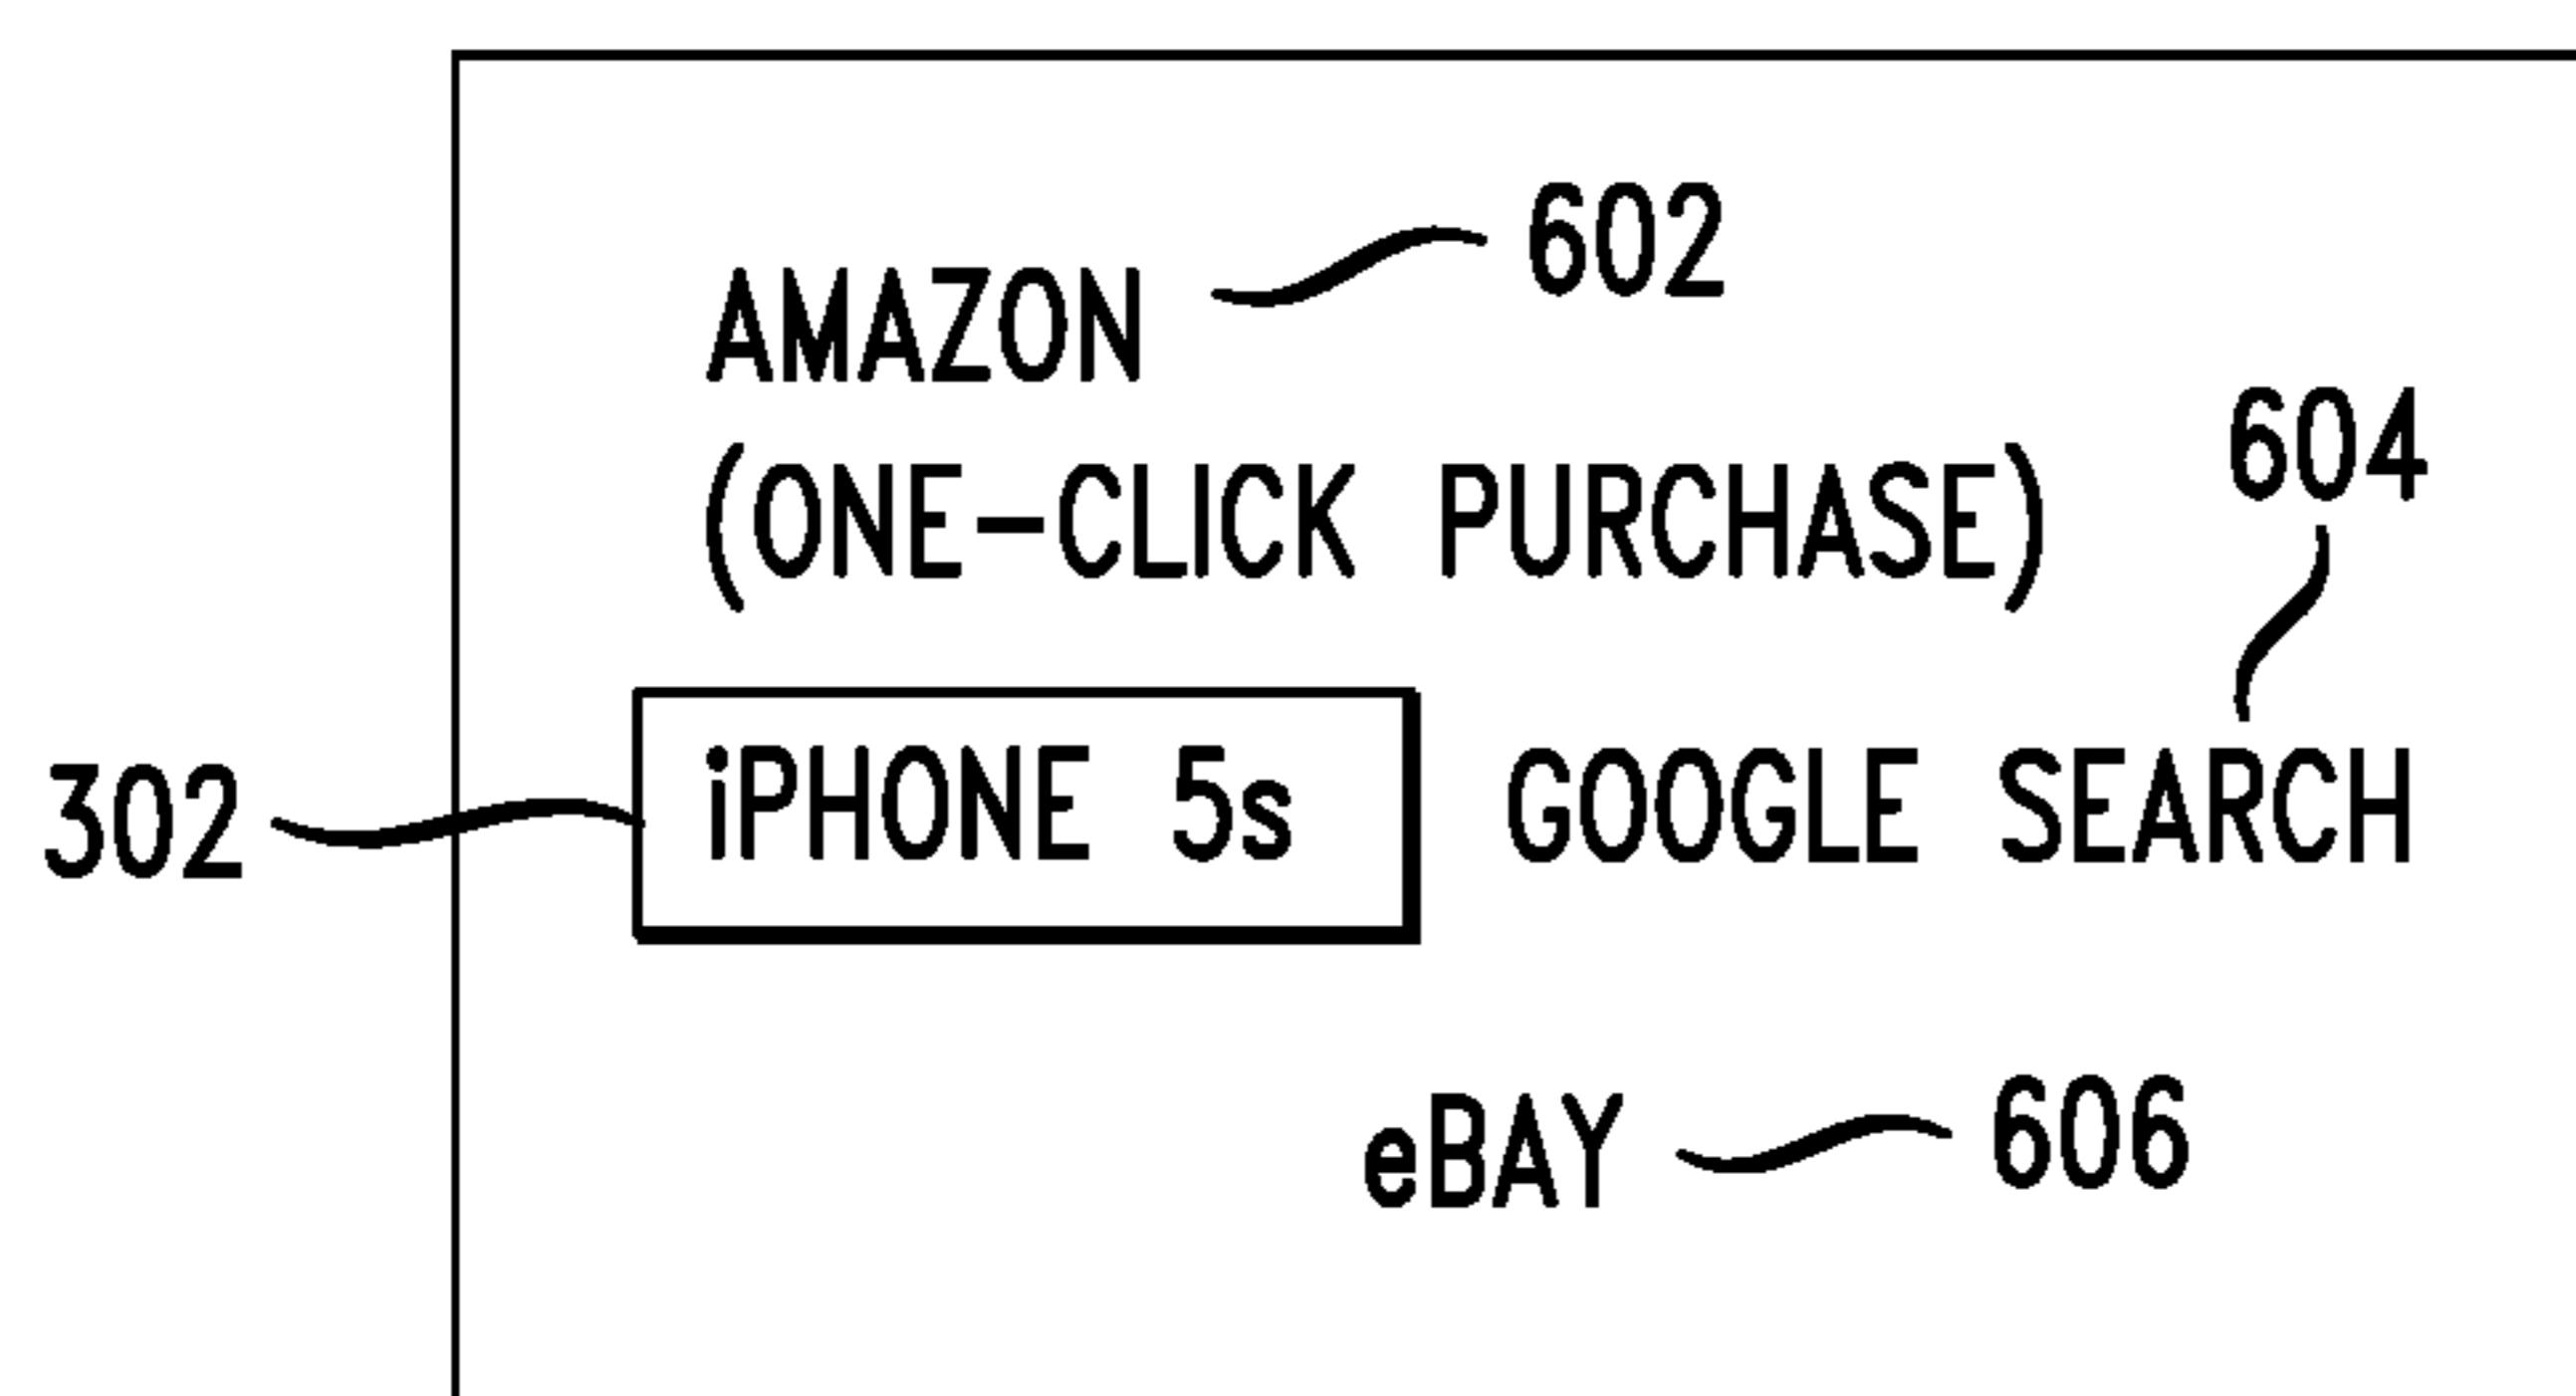 602
AMAZON
(ONE-CLICK PURCHASE)
604
302
iPHONE 5s
GOOGLE SEARCH
eBAY
606